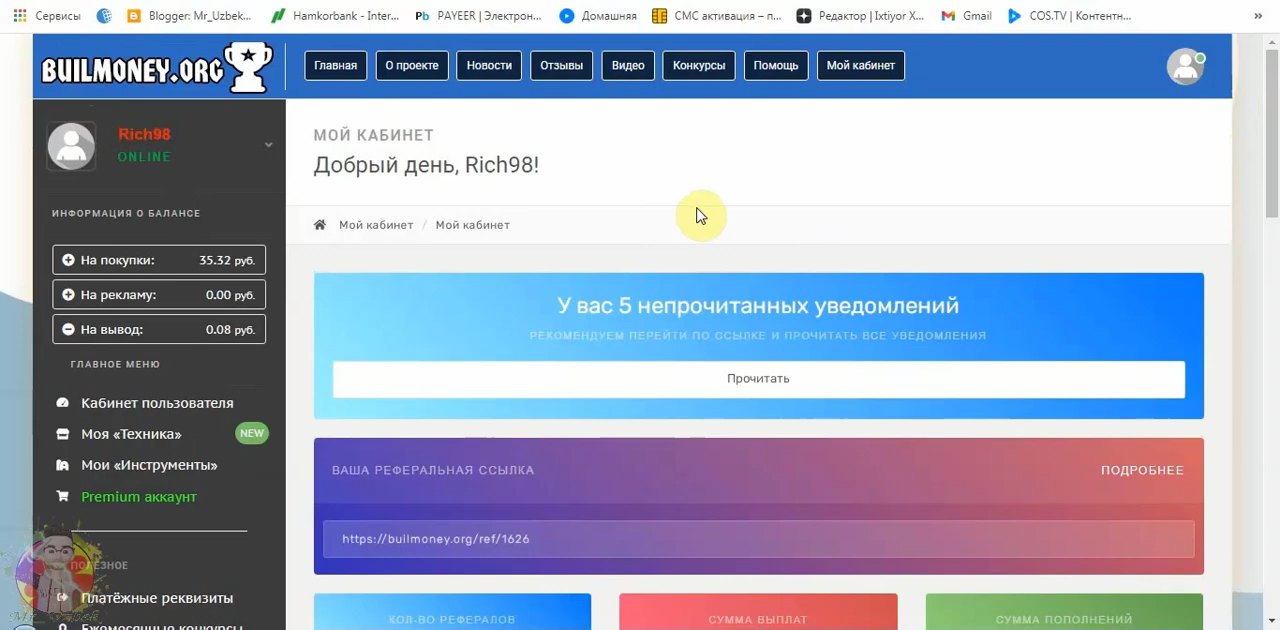 Сервисы
Blogger: Mr_Uzbek...
Hamkorbank - Inter...
PAYEER | Электрон...
Домашняя
СМС активация – п...
Редактор | Ixtiyor X...
Gmail
COS.TV | Контентн...
»
BUILMONEY.ORG
Главная
О проекте
Новости
Отзывы
Видео
Конкурсы
Помощь
Мой кабинет
Rich98
ONLINE
ИНФОРМАЦИЯ О БАЛАНСЕ
На покупки: 35.32 руб.
На рекламу: 0.00 руб.
На вывод: 0.08 руб.
ГЛАВНОЕ МЕНЮ
Кабинет пользователя
Моя «Техника» NEW
Мои «Инструменты»
Premium аккаунт
ПОЛЕЗНОЕ
Платёжные реквизиты
Ежемесячные конкурсы
МОЙ КАБИНЕТ
Добрый день, Rich98!
Мой кабинет / Мой кабинет
У вас 5 непрочитанных уведомлений
РЕКОМЕНДУЕМ ПЕРЕЙТИ ПО ССЫЛКЕ И ПРОЧИТАТЬ ВСЕ УВЕДОМЛЕНИЯ
Прочитать
ВАША РЕФЕРАЛЬНАЯ ССЫЛКА
ПОДРОБНЕЕ
https://builmoney.org/ref/1626
КОЛ-ВО РЕФЕРАЛОВ
СУММА ВЫПЛАТ
СУММА ПОПОЛНЕНИЙ